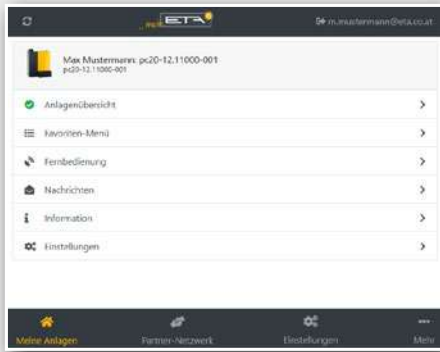 meinETA
m.mustermann@eta.co.at
Max Mustermann: pc20-12.11000-001
pc20-12.11000-001
Anlagenübersicht
Favoriten-Menü
Fernbedienung
Nachrichten
Information
Einstellungen
Meine Anlagen
Partner-Netzwerk
Einstellungen
Mehr